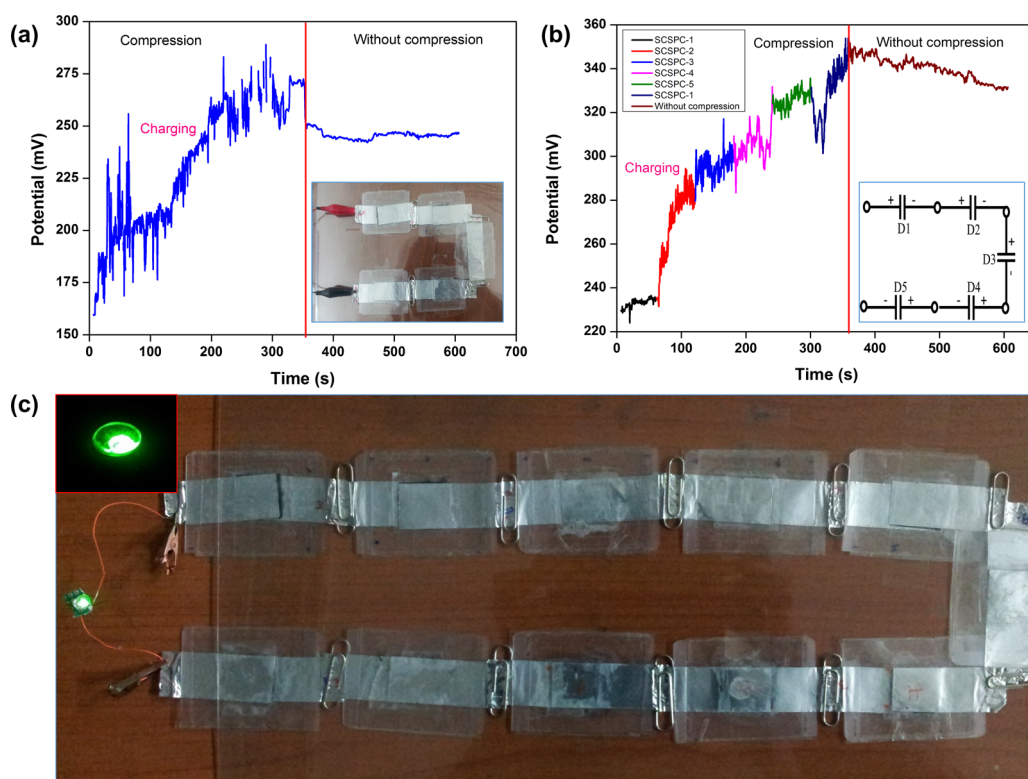 (a)
300
275
250
225
200
175
150
Potential (mV)
Compression
Without compression
Charging
0 100 200 300 400 500 600 700
Time (s)
(b)
360
340
320
300
280
260
240
220
Potential (mV)
SCSPC-1
SCSPC-2
SCSPC-3
SCSPC-4
SCSPC-5
SCSPC-1
Without compression
Compression
Without compression
Charging
+ - + -
D1 D2
+
D3
-
D5 D4
- + - +
0 100 200 300 400 500 600
Time (s)
(c)